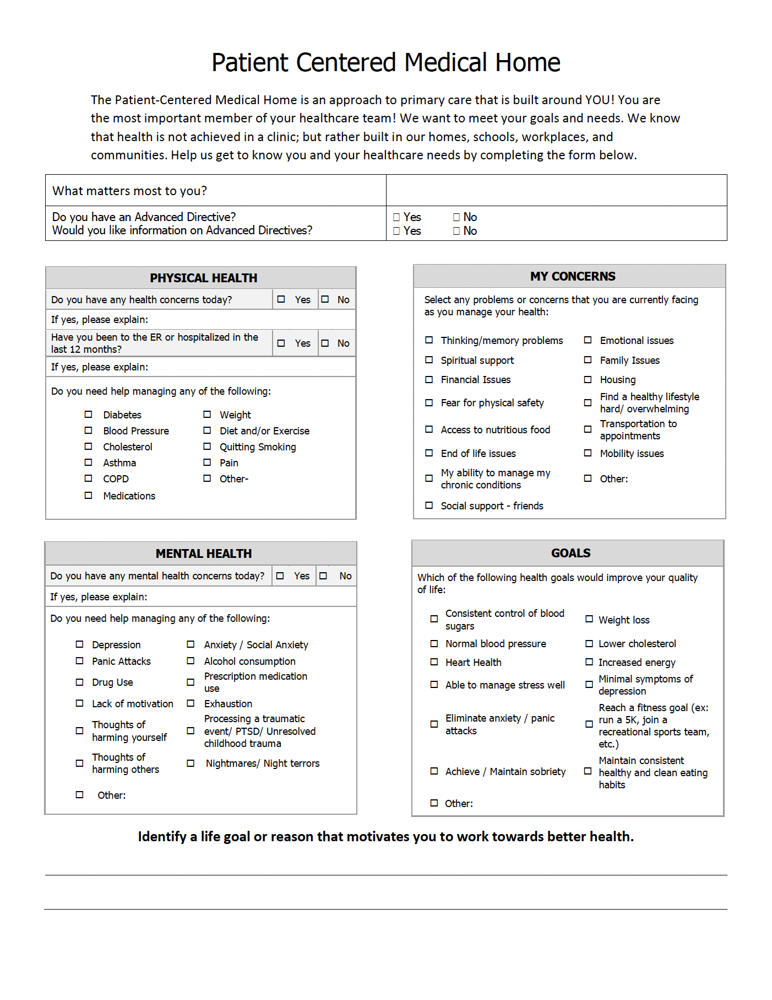 Patient Centered Medical Home
The Patient-Centered Medical Home is an approach to primary care that is built around YOU! You are
the most important member of your healthcare team! We want to meet your goals and needs. We know
that health is not achieved in a clinic; but rather built in our homes, schools, workplaces, and
communities. Help us get to know you and your healthcare needs by completing the form below.
What matters most to you?
Do you have an Advanced Directive? ☐ Yes ☐ No
Would you like information on Advanced Directives? ☐ Yes ☐ No
PHYSICAL HEALTH
Do you have any health concerns today? ☐ Yes ☐ No
If yes, please explain:
Have you been to the ER or hospitalized in the
last 12 months? ☐ Yes ☐ No
If yes, please explain:
Do you need help managing any of the following:
☐ Diabetes ☐ Weight
☐ Blood Pressure ☐ Diet and/or Exercise
☐ Cholesterol ☐ Quitting Smoking
☐ Asthma ☐ Pain
☐ COPD ☐ Other-
☐ Medications
MY CONCERNS
Select any problems or concerns that you are currently facing
as you manage your health:
☐ Thinking/memory problems ☐ Emotional issues
☐ Spiritual support ☐ Family Issues
☐ Financial Issues ☐ Housing
☐ Fear for physical safety ☐ Find a healthy lifestyle
hard/ overwhelming
☐ Access to nutritious food ☐ Transportation to
appointments
☐ End of life issues ☐ Mobility issues
☐ My ability to manage my
chronic conditions ☐ Other:
☐ Social support - friends
MENTAL HEALTH
Do you have any mental health concerns today? ☐ Yes ☐ No
If yes, please explain:
Do you need help managing any of the following:
☐ Depression ☐ Anxiety / Social Anxiety
☐ Panic Attacks ☐ Alcohol consumption
☐ Drug Use ☐ Prescription medication
use
☐ Lack of motivation ☐ Exhaustion
☐ Thoughts of
harming yourself
☐ Processing a traumatic
event/ PTSD/ Unresolved
childhood trauma
☐ Thoughts of
harming others
☐ Nightmares/ Night terrors
☐ Other:
GOALS
Which of the following health goals would improve your quality
of life:
☐ Consistent control of blood
sugars
☐ Weight loss
☐ Normal blood pressure ☐ Lower cholesterol
☐ Heart Health ☐ Increased energy
☐ Able to manage stress well ☐ Minimal symptoms of
depression
☐ Eliminate anxiety / panic
attacks
☐ Reach a fitness goal (ex:
run a 5K, join a
recreational sports team,
etc.)
☐ Achieve / Maintain sobriety ☐ Maintain consistent
healthy and clean eating
habits
☐ Other:
Identify a life goal or reason that motivates you to work towards better health.